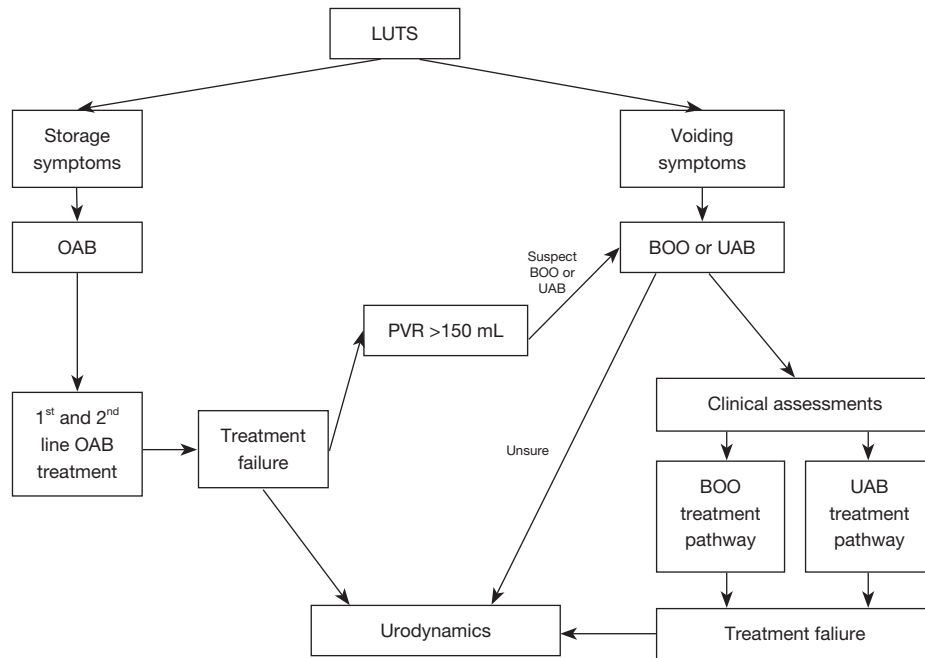 LUTS
Storage
symptoms
Voiding
symptoms
OAB
BOO or UAB
Suspect
BOO or
UAB
PVR >150 mL
1st and 2nd
line OAB
treatment
Treatment
failure
Unsure
Clinical assessments
BOO
treatment
pathway
UAB
treatment
pathway
Urodynamics
Treatment faliure